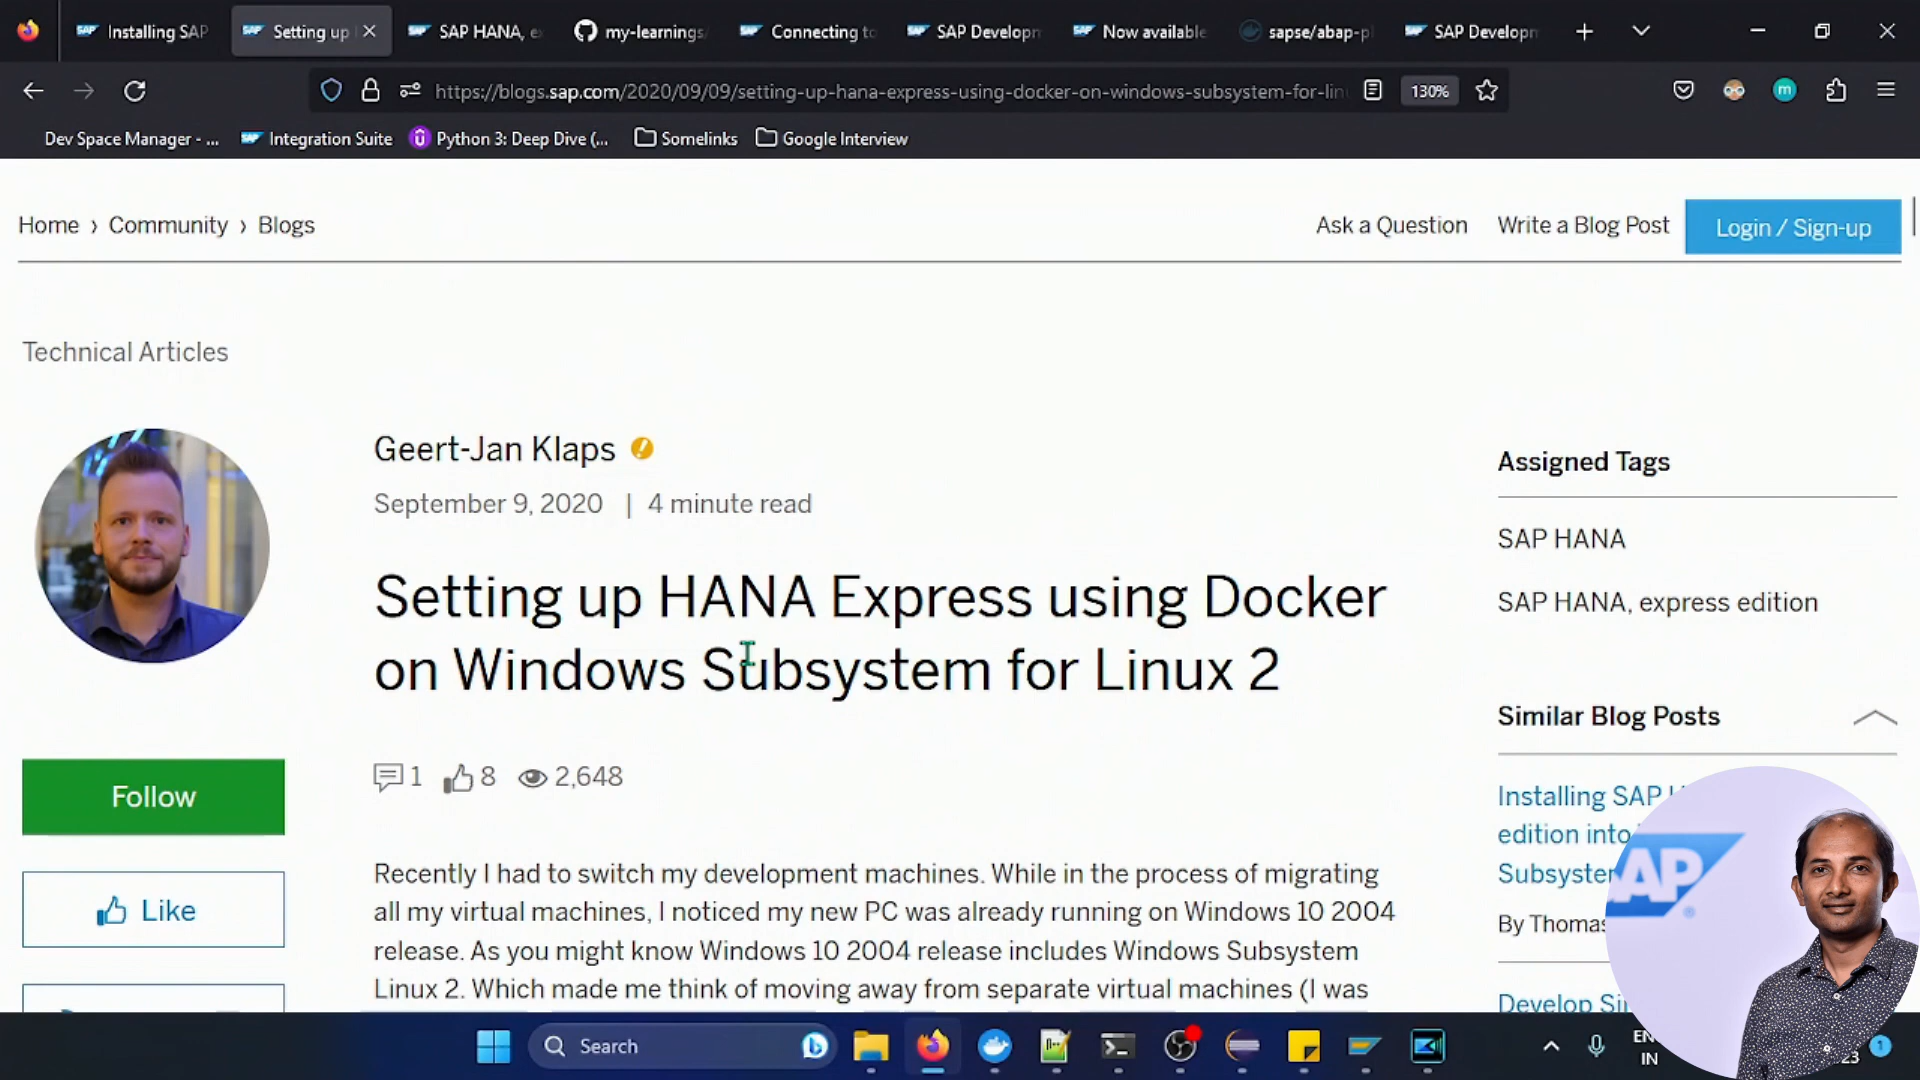 Installing SAP
Setting up
SAP HANA, e
my-learnings
Connecting to
SAP Develop
Now available
sapse/abap-pl
SAP Develop
https://blogs.sap.com/2020/09/09/setting-up-hana-express-using-docker-on-windows-subsystem-for-lin
130%
m
Dev Space Manager - ...
Integration Suite
Python 3: Deep Dive (...
Somelinks
Google Interview
Home › Community › Blogs
Ask a Question
Write a Blog Post
Login / Sign-up
Technical Articles
Geert-Jan Klaps
September 9, 2020 | 4 minute read
Setting up HANA Express using Docker
on Windows Subsystem for Linux 2
1 8 2,648
Follow
Like
Recently I had to switch my development machines. While in the process of migrating
all my virtual machines, I noticed my new PC was already running on Windows 10 2004
release. As you might know Windows 10 2004 release includes Windows Subsystem
Linux 2. Which made me think of moving away from separate virtual machines (I was
Assigned Tags
SAP HANA
SAP HANA, express edition
Similar Blog Posts
Installing SAP
edition into
Subsyster
By Thomas
Develop Si
SAP
Search
EN
IN
23
1